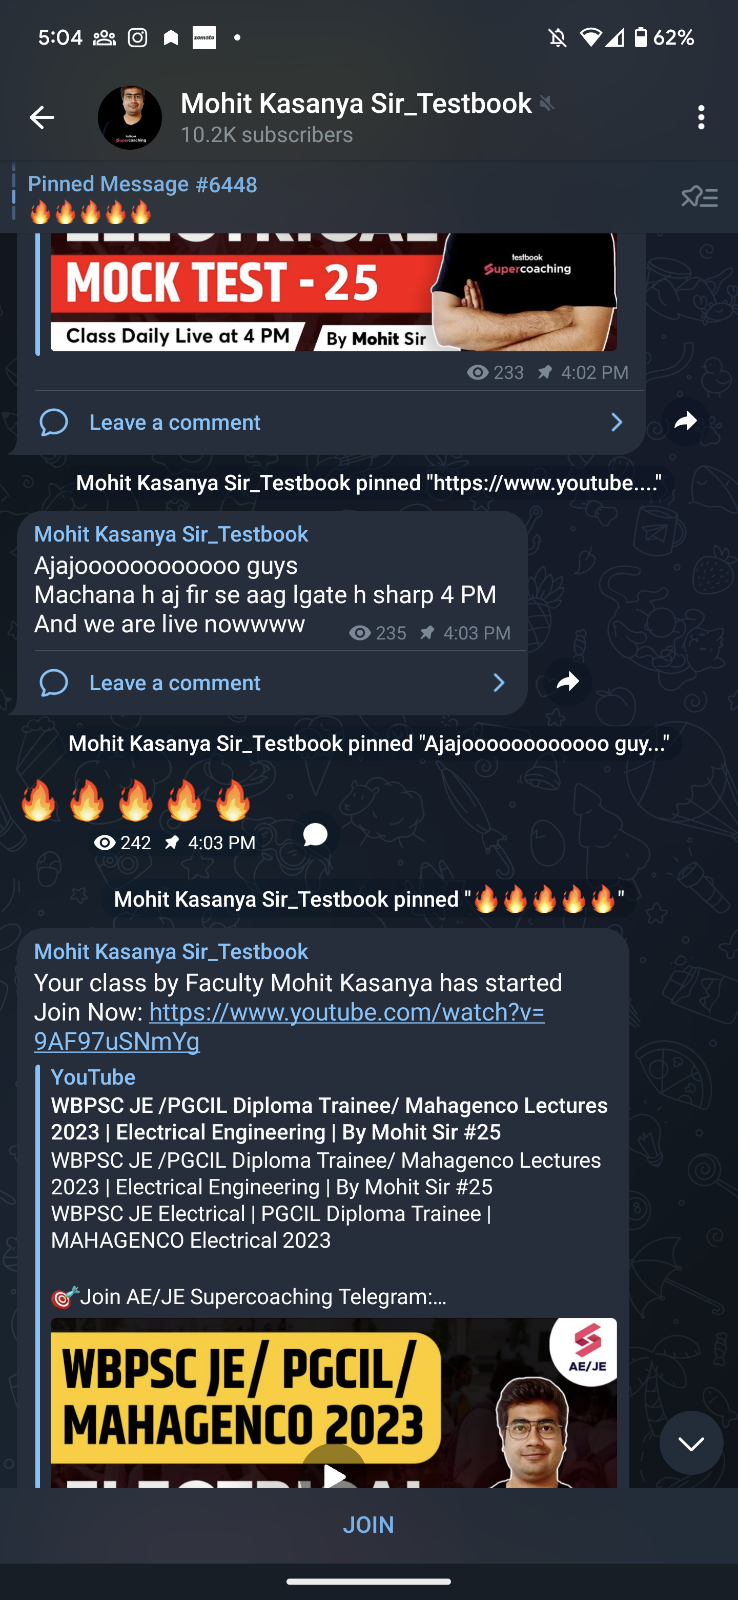 5:04 zomato 62%
Mohit Kasanya Sir_Testbook
10.2K subscribers
Pinned Message #6448
🔥🔥🔥🔥🔥
ELECTRICAL
testbook
Supercoaching
MOCK TEST - 25
Class Daily Live at 4 PM
By Mohit Sir
233 4:02 PM
Leave a comment
Mohit Kasanya Sir_Testbook pinned "https://www.youtube...."
Mohit Kasanya Sir_Testbook
Ajajoooooooooooo guys
Machana h aj fir se aag lgate h sharp 4 PM
And we are live nowwww
235 4:03 PM
Leave a comment
Mohit Kasanya Sir_Testbook pinned "Ajajoooooooooooo guy..."
🔥🔥🔥🔥🔥
242 4:03 PM
Mohit Kasanya Sir_Testbook pinned "🔥🔥🔥🔥🔥"
Mohit Kasanya Sir_Testbook
Your class by Faculty Mohit Kasanya has started
Join Now: https://www.youtube.com/watch?v=
9AF97uSNmYg
YouTube
WBPSC JE /PGCIL Diploma Trainee/ Mahagenco Lectures
2023 | Electrical Engineering | By Mohit Sir #25
WBPSC JE /PGCIL Diploma Trainee/ Mahagenco Lectures
2023 | Electrical Engineering | By Mohit Sir #25
WBPSC JE Electrical | PGCIL Diploma Trainee |
MAHAGENCO Electrical 2023
🎯Join AE/JE Supercoaching Telegram:...
WBPSC JE/ PGCIL/
MAHAGENCO 2023
AE/JE
ELECTRICAL
JOIN